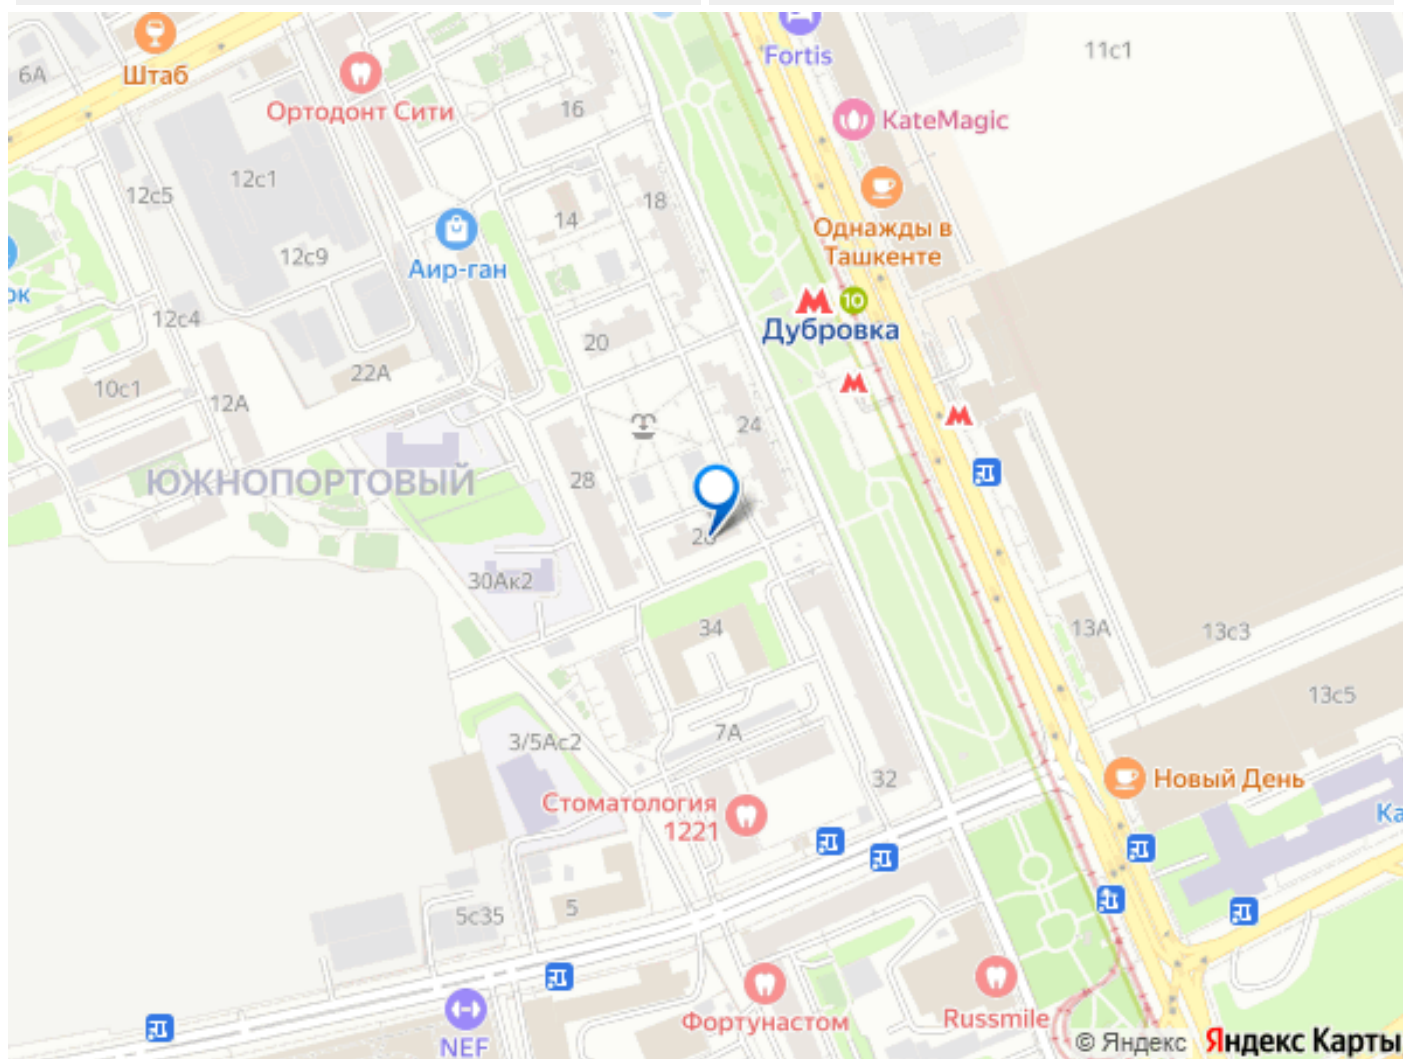 Штаб
6А
Ортодонт Сити
Fortis
11с1
16
KateMagic
12с5
12с1
18
14
Однажды в
Ташкенте
12с9
Аир-ган
ок
12с4
10
Дубровка
20
22А
10с1
12А
24
ЮЖНОПОРТОВЫЙ
28
30Ак2
34
13А
13с3
13с5
7А
3/5Ас2
32
Новый День
Стоматология
1221
Ка
5с35
5
Фортунастом
Russmile
NEF
© Яндекс
Яндекс Карты